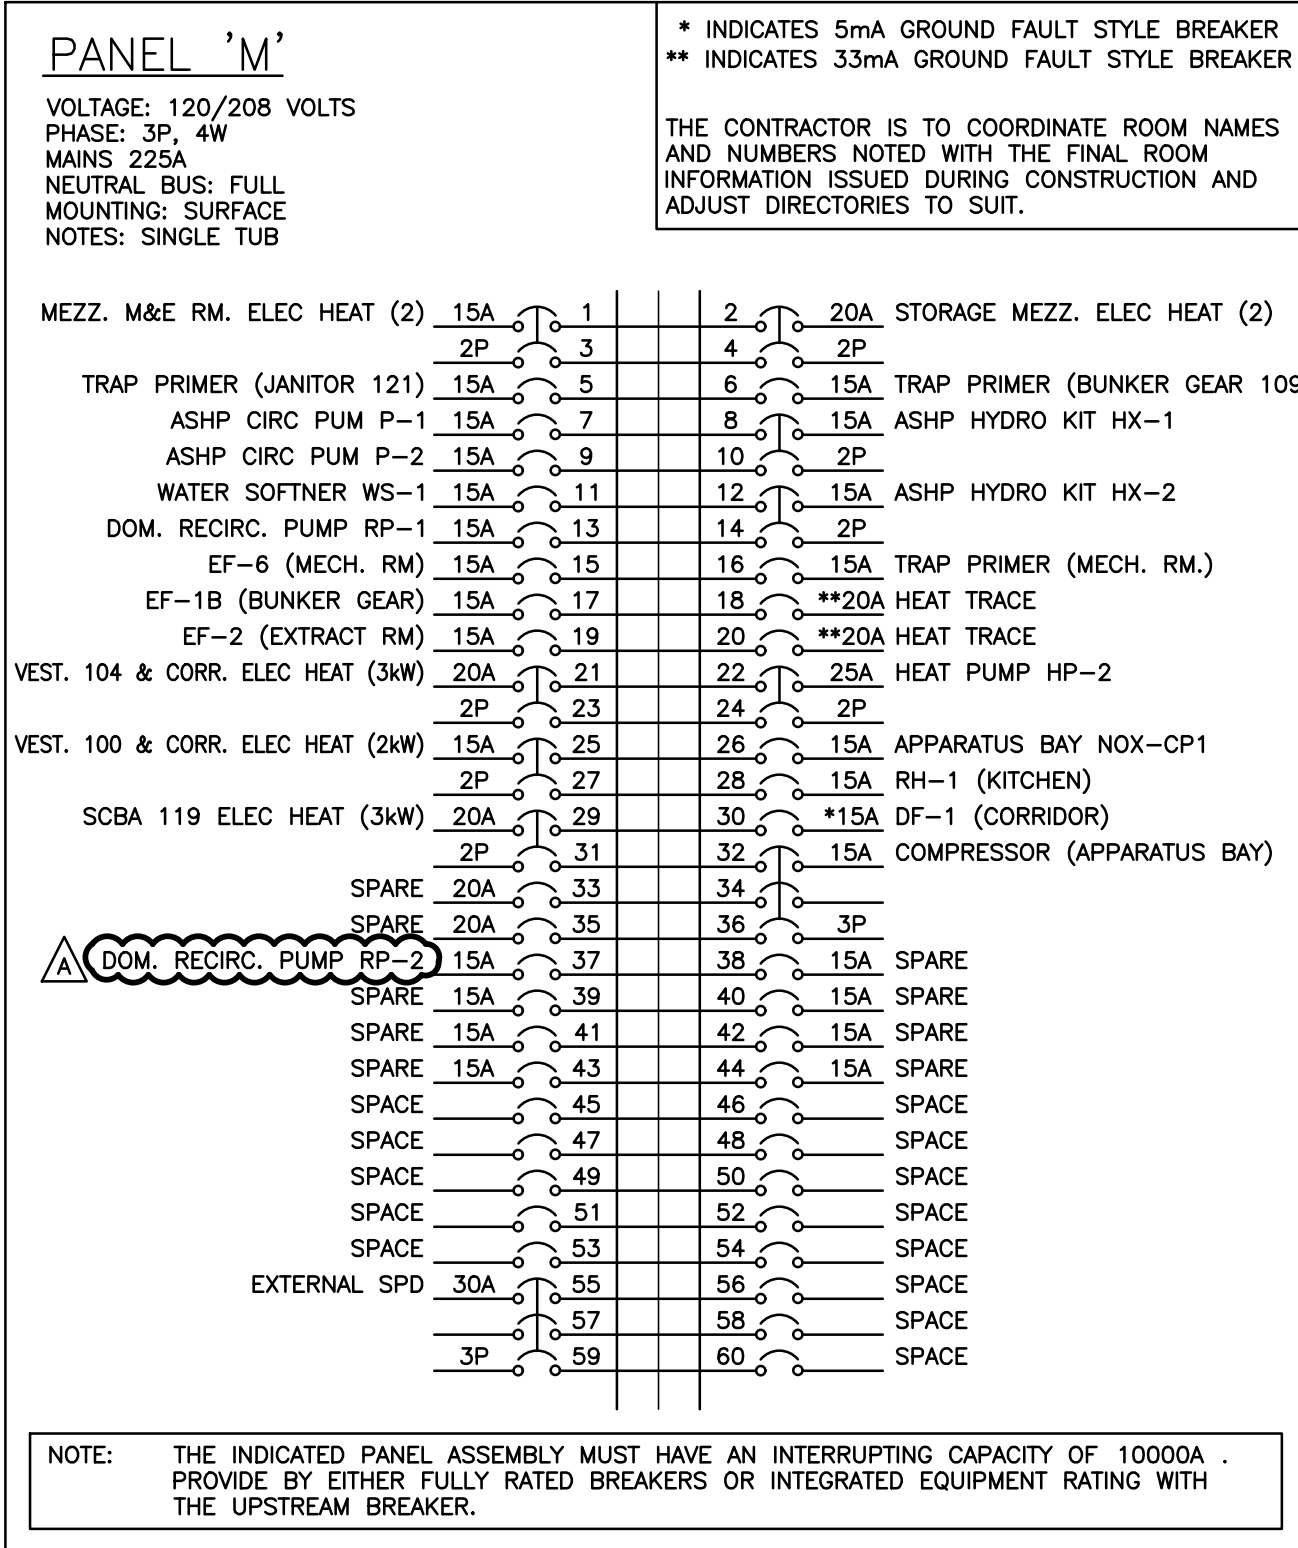 PANEL 'M'
VOLTAGE: 120/208 VOLTS
PHASE: 3P, 4W
MAINS 225A
NEUTRAL BUS: FULL
MOUNTING: SURFACE
NOTES: SINGLE TUB
* INDICATES 5mA GROUND FAULT STYLE BREAKER
** INDICATES 33mA GROUND FAULT STYLE BREAKER
THE CONTRACTOR IS TO COORDINATE ROOM NAMES
AND NUMBERS NOTED WITH THE FINAL ROOM
INFORMATION ISSUED DURING CONSTRUCTION AND
ADJUST DIRECTORIES TO SUIT.
MEZZ. M&E RM. ELEC HEAT (2) 15A 1 2 20A STORAGE MEZZ. ELEC HEAT (2)
2P 3 4 2P
TRAP PRIMER (JANITOR 121) 15A 5 6 15A TRAP PRIMER (BUNKER GEAR 109
ASHP CIRC PUM P-1 15A 7 8 15A ASHP HYDRO KIT HX-1
ASHP CIRC PUM P-2 15A 9 10 2P
WATER SOFTNER WS-1 15A 11 12 15A ASHP HYDRO KIT HX-2
DOM. RECIRC. PUMP RP-1 15A 13 14 2P
EF-6 (MECH. RM) 15A 15 16 15A TRAP PRIMER (MECH. RM.)
EF-1B (BUNKER GEAR) 15A 17 18 **20A HEAT TRACE
EF-2 (EXTRACT RM) 15A 19 20 **20A HEAT TRACE
VEST. 104 & CORR. ELEC HEAT (3kW) 20A 21 22 25A HEAT PUMP HP-2
2P 23 24 2P
VEST. 100 & CORR. ELEC HEAT (2kW) 15A 25 26 15A APPARATUS BAY NOX-CP1
2P 27 28 15A RH-1 (KITCHEN)
SCBA 119 ELEC HEAT (3kW) 20A 29 30 *15A DF-1 (CORRIDOR)
2P 31 32 15A COMPRESSOR (APPARATUS BAY)
SPARE 20A 33 34
SPARE 20A 35 36 3P
A DOM. RECIRC. PUMP RP-2 15A 37 38 15A SPARE
SPARE 15A 39 40 15A SPARE
SPARE 15A 41 42 15A SPARE
SPARE 15A 43 44 15A SPARE
SPACE 45 46 SPACE
SPACE 47 48 SPACE
SPACE 49 50 SPACE
SPACE 51 52 SPACE
SPACE 53 54 SPACE
EXTERNAL SPD 30A 55 56 SPACE
57 58 SPACE
3P 59 60 SPACE
NOTE: THE INDICATED PANEL ASSEMBLY MUST HAVE AN INTERRUPTING CAPACITY OF 10000A .
PROVIDE BY EITHER FULLY RATED BREAKERS OR INTEGRATED EQUIPMENT RATING WITH
THE UPSTREAM BREAKER.